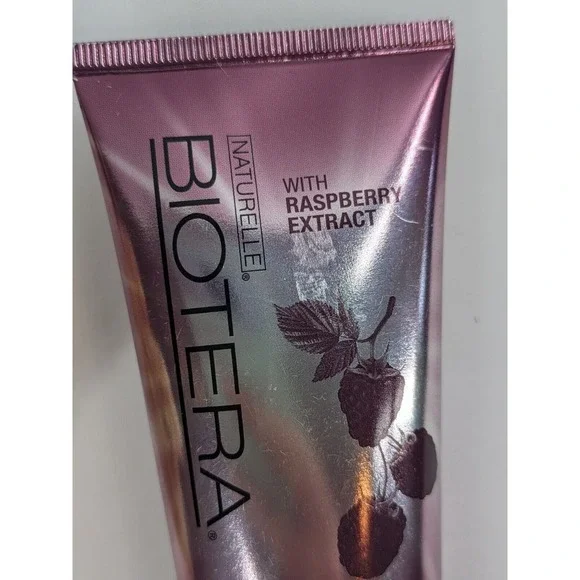 NATURELLE®
BIOTERA®
WITH
RASPBERRY
EXTRACT